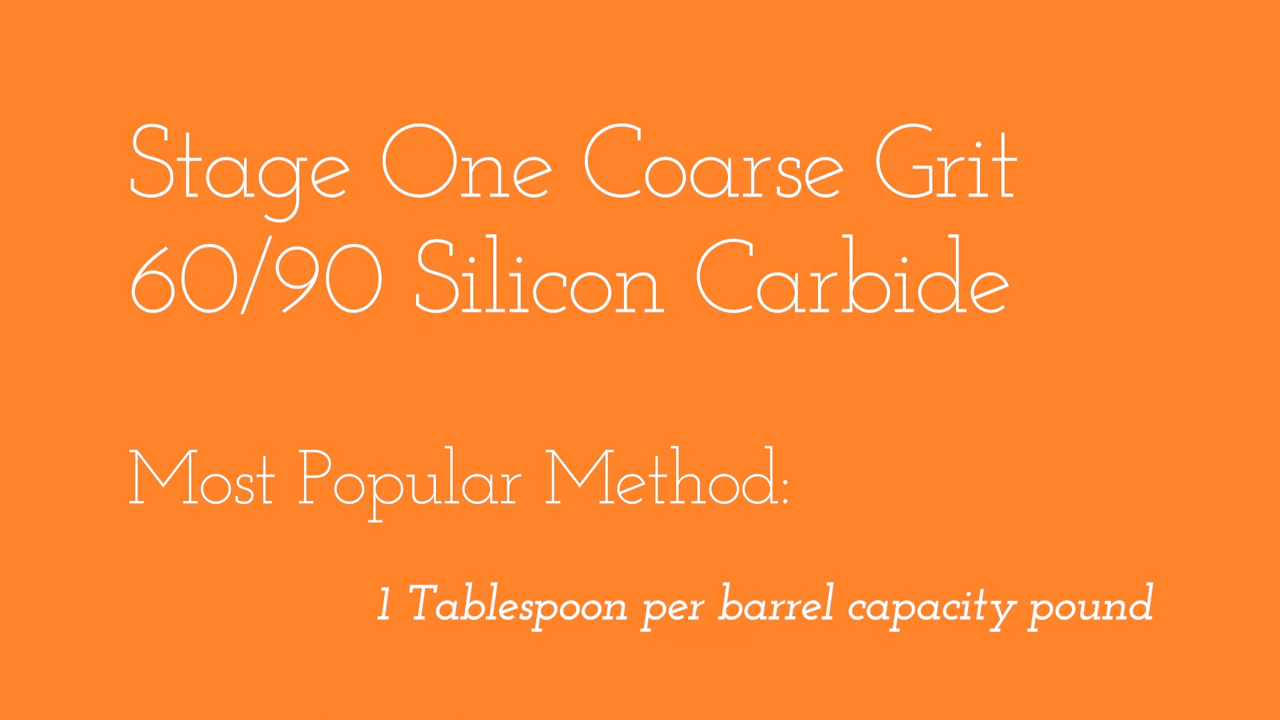 Stage One Coarse Grit
60/90 Silicon Carbide
Most Popular Method:
1 Tablespoon per barrel capacity pound